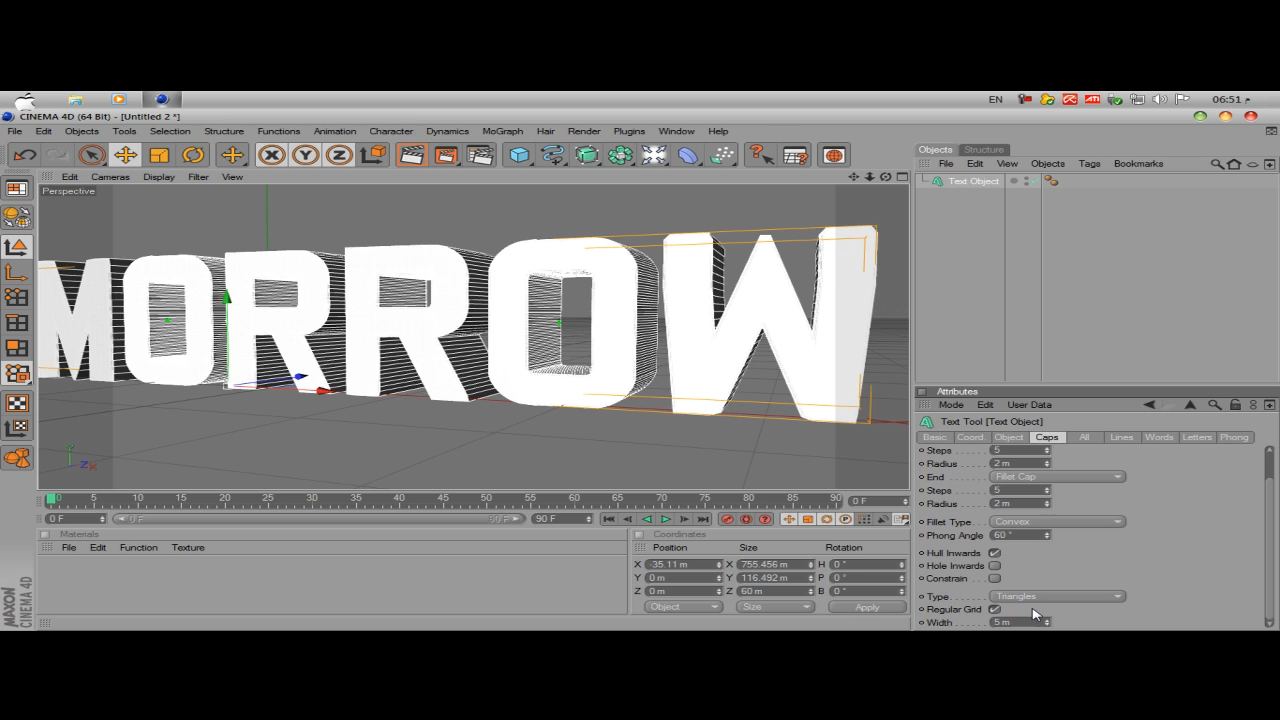 EN
م 06:51
CINEMA 4D (64 Bit) - [Untitled 2 *]
File Edit Objects Tools Selection Structure Functions Animation Character Dynamics MoGraph Hair Render Plugins Window Help
Objects Structure
File Edit View Objects Tags Bookmarks
Text Object
Edit Cameras Display Filter View
Perspective
MORROW
Y
Z X
Attributes
Mode Edit User Data
Text Tool [Text Object]
Basic Coord. Object Caps All Lines Words Letters Phong
Steps 5
Radius 2 m
End Fillet Cap
Steps 5
Radius 2 m
Fillet Type Convex
Phong Angle 60 °
Hull Inwards
Hole Inwards
Constrain
Type Triangles
Regular Grid
Width 5 m
0 5 10 15 20 25 30 35 40 45 50 55 60 65 70 75 80 85 90 0 F
0 F 0 F 90 F 90 F
Materials
File Edit Function Texture
Coordinates
Position Size Rotation
X -35.11 m X 755.456 m H 0 °
Y 0 m Y 116.492 m P 0 °
Z 0 m Z 60 m B 0 °
Object Size Apply
MAXON
CINEMA 4D